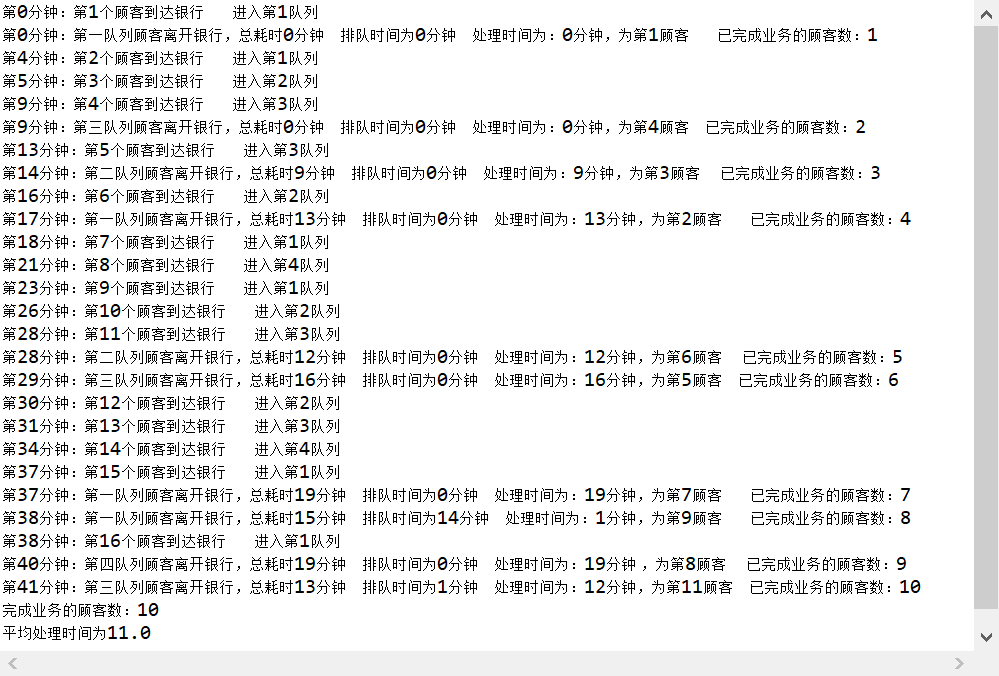 第0分钟：第1个顾客到达银行   进入第1队列
第0分钟：第一队列顾客离开银行，总耗时0分钟  排队时间为0分钟  处理时间为：0分钟，为第1顾客   已完成业务的顾客数：1
第4分钟：第2个顾客到达银行   进入第1队列
第5分钟：第3个顾客到达银行   进入第2队列
第9分钟：第4个顾客到达银行   进入第3队列
第9分钟：第三队列顾客离开银行，总耗时0分钟  排队时间为0分钟  处理时间为：0分钟，为第4顾客  已完成业务的顾客数：2
第13分钟：第5个顾客到达银行   进入第3队列
第14分钟：第二队列顾客离开银行，总耗时9分钟  排队时间为0分钟  处理时间为：9分钟，为第3顾客  已完成业务的顾客数：3
第16分钟：第6个顾客到达银行   进入第2队列
第17分钟：第一队列顾客离开银行，总耗时13分钟  排队时间为0分钟  处理时间为：13分钟，为第2顾客   已完成业务的顾客数：4
第18分钟：第7个顾客到达银行   进入第1队列
第21分钟：第8个顾客到达银行   进入第4队列
第23分钟：第9个顾客到达银行   进入第1队列
第26分钟：第10个顾客到达银行   进入第2队列
第28分钟：第11个顾客到达银行   进入第3队列
第28分钟：第二队列顾客离开银行，总耗时12分钟  排队时间为0分钟  处理时间为：12分钟，为第6顾客  已完成业务的顾客数：5
第29分钟：第三队列顾客离开银行，总耗时16分钟  排队时间为0分钟  处理时间为：16分钟，为第5顾客  已完成业务的顾客数：6
第30分钟：第12个顾客到达银行   进入第2队列
第31分钟：第13个顾客到达银行   进入第3队列
第34分钟：第14个顾客到达银行   进入第4队列
第37分钟：第15个顾客到达银行   进入第1队列
第37分钟：第一队列顾客离开银行，总耗时19分钟  排队时间为0分钟  处理时间为：19分钟，为第7顾客   已完成业务的顾客数：7
第38分钟：第一队列顾客离开银行，总耗时15分钟  排队时间为14分钟  处理时间为：1分钟，为第9顾客   已完成业务的顾客数：8
第38分钟：第16个顾客到达银行   进入第1队列
第40分钟：第四队列顾客离开银行，总耗时19分钟  排队时间为0分钟  处理时间为：19分钟 ，为第8顾客  已完成业务的顾客数：9
第41分钟：第三队列顾客离开银行，总耗时13分钟  排队时间为1分钟  处理时间为：12分钟，为第11顾客  已完成业务的顾客数：10
完成业务的顾客数：10
平均处理时间为11.0